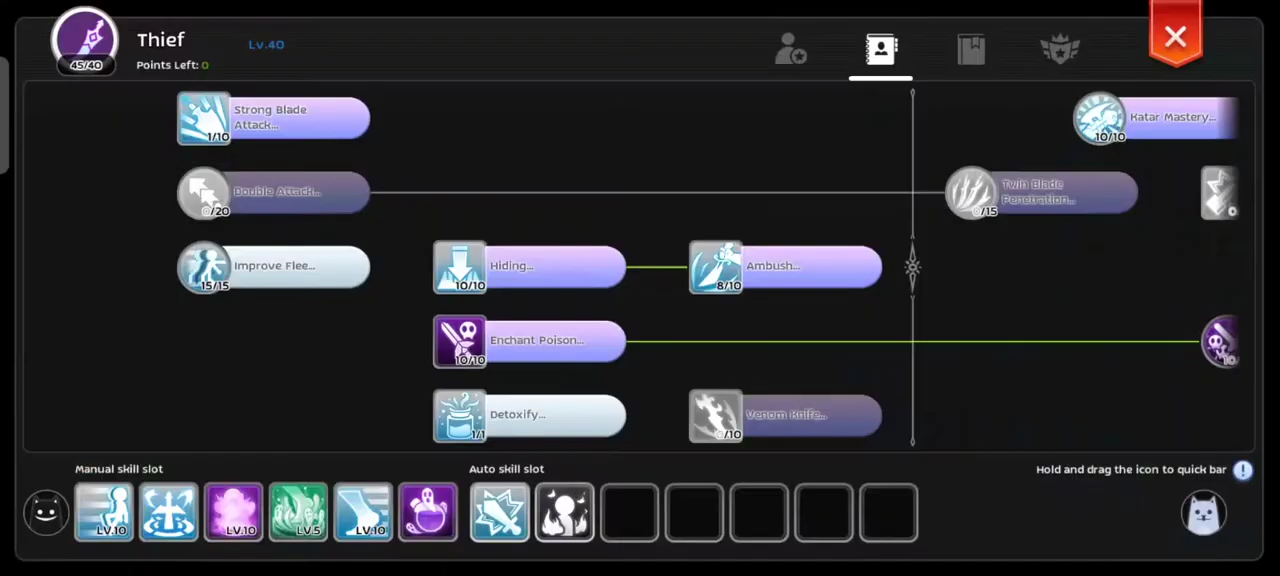 Thief
Lv.40
45/40
Points Left: 0
Strong Blade
Attack...
1/10
Katar Mastery...
10/10
Double Attack...
0/20
Twin Blade
Penetration...
0/15
0
Improve Flee...
15/15
Hiding...
10/10
Ambush...
8/10
Enchant Poison...
10/10
10
Detoxify...
1/1
Venom Knife...
0/10
Manual skill slot
Auto skill slot
Hold and drag the icon to quick bar
LV.10
LV.10
LV.5
LV.10